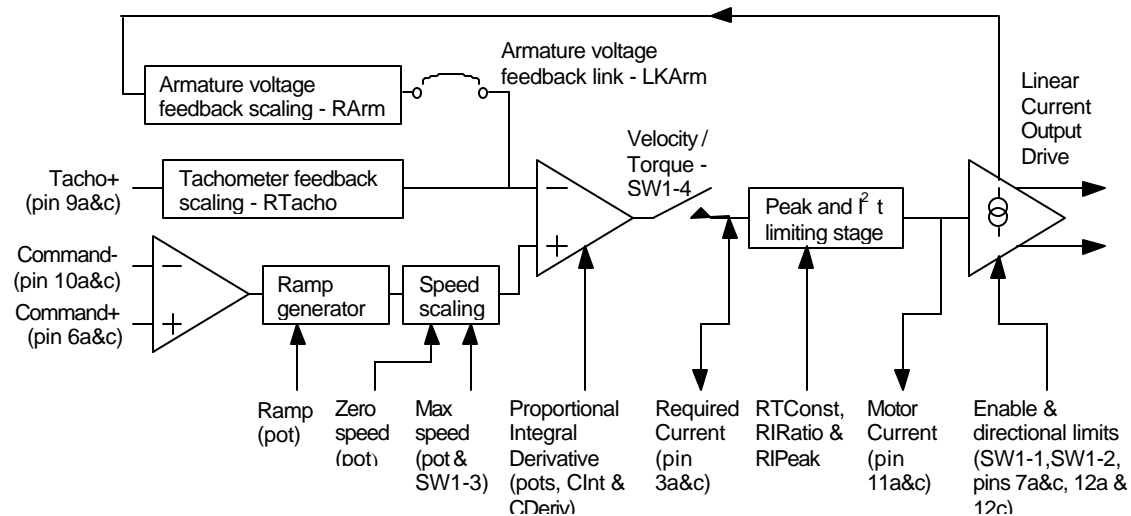 Armature voltage
feedback scaling - RArm
Armature voltage
feedback link - LKArm
Linear
Current
Output
Drive
Velocity /
Torque -
SW1-4
Tacho+
(pin 9a&c)
Tachometer feedback
scaling - RTacho
−
+
Peak and I² t
limiting stage
Command-
(pin 10a&c)
Command+
(pin 6a&c)
−
+
Ramp
generator
Speed
scaling
Ramp
(pot)
Zero
speed
(pot)
Max
speed
(pot &
SW1-3)
Proportional
Integral
Derivative
(pots, CInt &
CDeriv)
Required
Current
(pin
3a&c)
RTConst,
RIRatio &
RIPeak
Motor
Current
(pin
11a&c)
Enable &
directional limits
(SW1-1,SW1-2,
pins 7a&c, 12a &
12c)